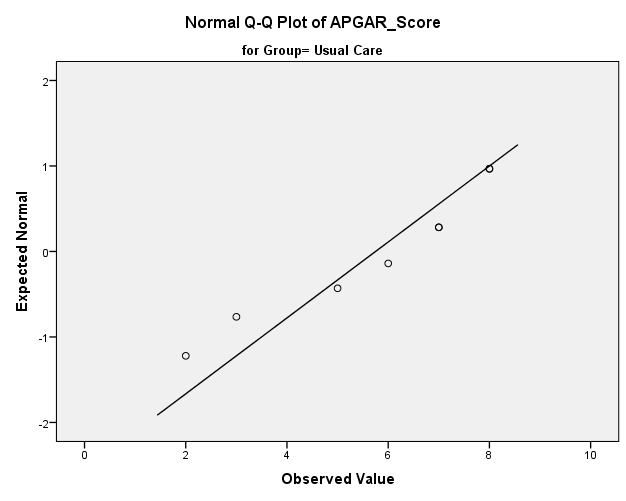 Normal Q-Q Plot of APGAR_Score
for Group= Usual Care
2
1
0
-1
-2
Expected Normal
0 2 4 6 8 10
Observed Value